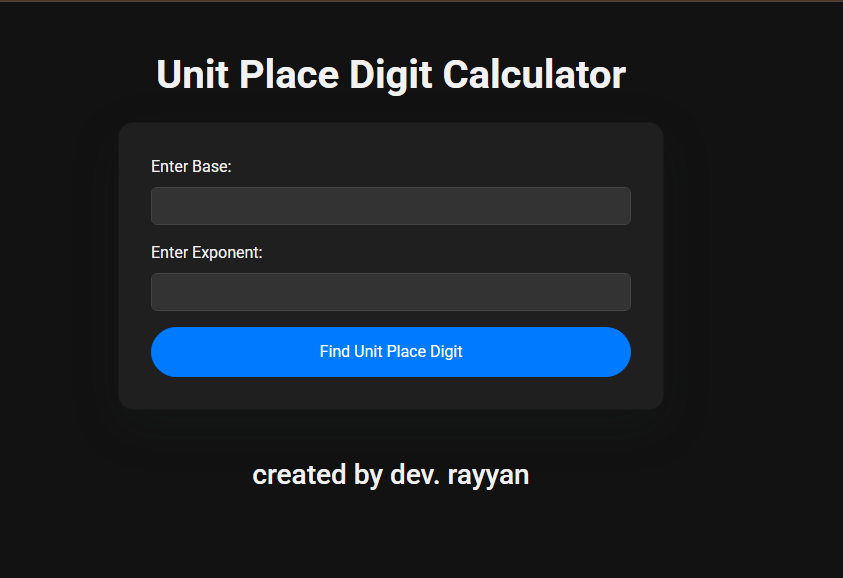 Unit Place Digit Calculator
Enter Base:
Enter Exponent:
Find Unit Place Digit
created by dev. rayyan